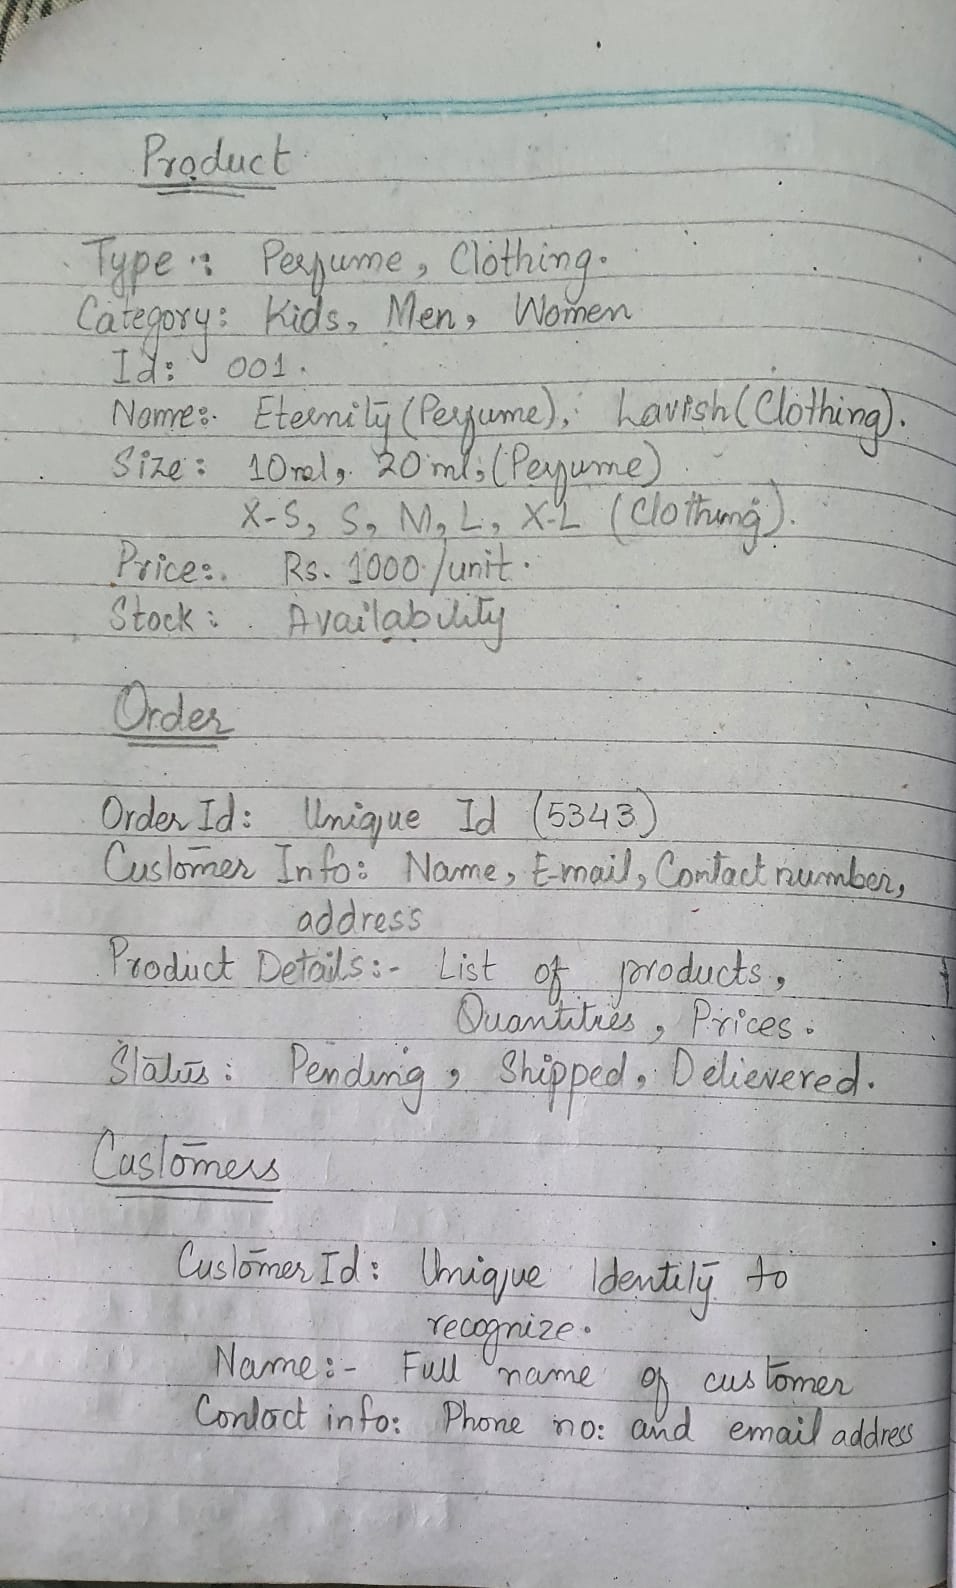 Product
Type :: Perfume, Clothing.
Category: Kids, Men, Women
Id: 001.
Name:. Eternity (Perfume), Lavish (Clothing).
Size: 10ml, 20ml, (Perfume)
X-S, S, M, L, X-L (Clothing).
Price:. Rs. 1000/unit.
Stock: Availability
Order
Order Id: Unique Id (5343)
Customer Info: Name, E-mail, Contact number,
address
Product Details:- List of products,
Quantities, Prices.
Status: Pending, Shipped, Delievered.
Customers
Customer Id: Unique Identity to
recognize.
Name:- Full name of customer
Contact info: Phone no: and email address